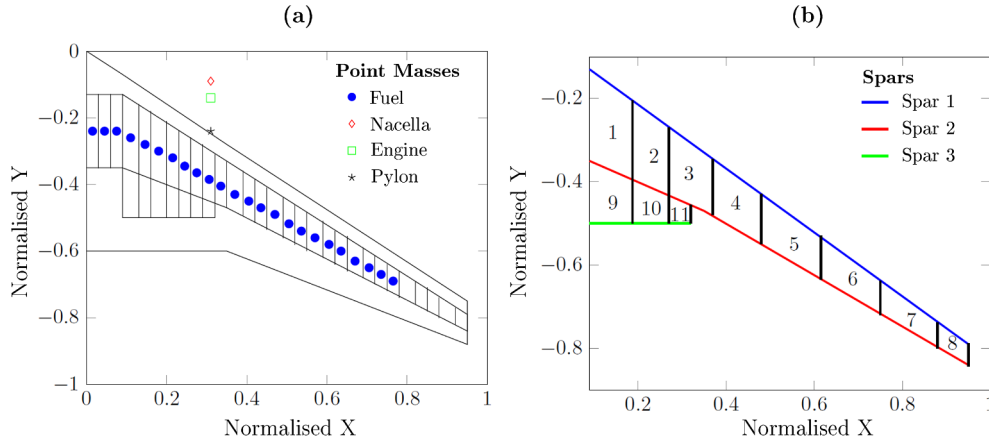 (a)
0
−0.2
−0.4
−0.6
−0.8
−1
0 0.2 0.4 0.6 0.8 1
Normalised X
Normalised Y
Point Masses
Fuel
Nacella
Engine
Pylon
(b)
−0.2
−0.4
−0.6
−0.8
0.2 0.4 0.6 0.8 1
Normalised X
Normalised Y
Spars
Spar 1
Spar 2
Spar 3
1
2
3
4
5
6
7
8
9
10
11